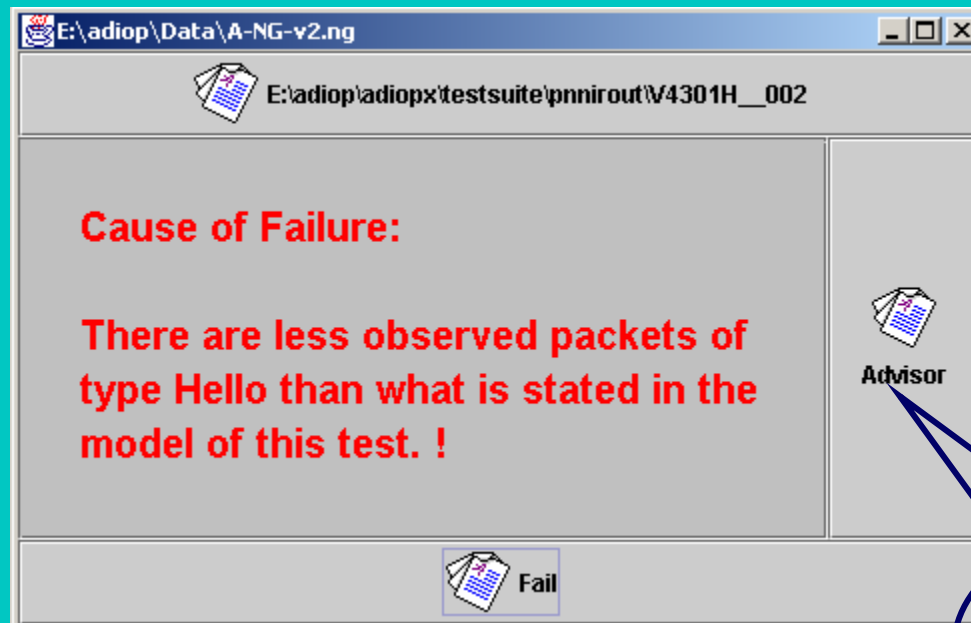 E:\adiop\Data\A-NG-v2.ng
E:\adiop\adiopx\testsuite\pnnirout\V4301H__002
Cause of Failure:
There are less observed packets of
type Hello than what is stated in the
model of this test. !
Advisor
Fail